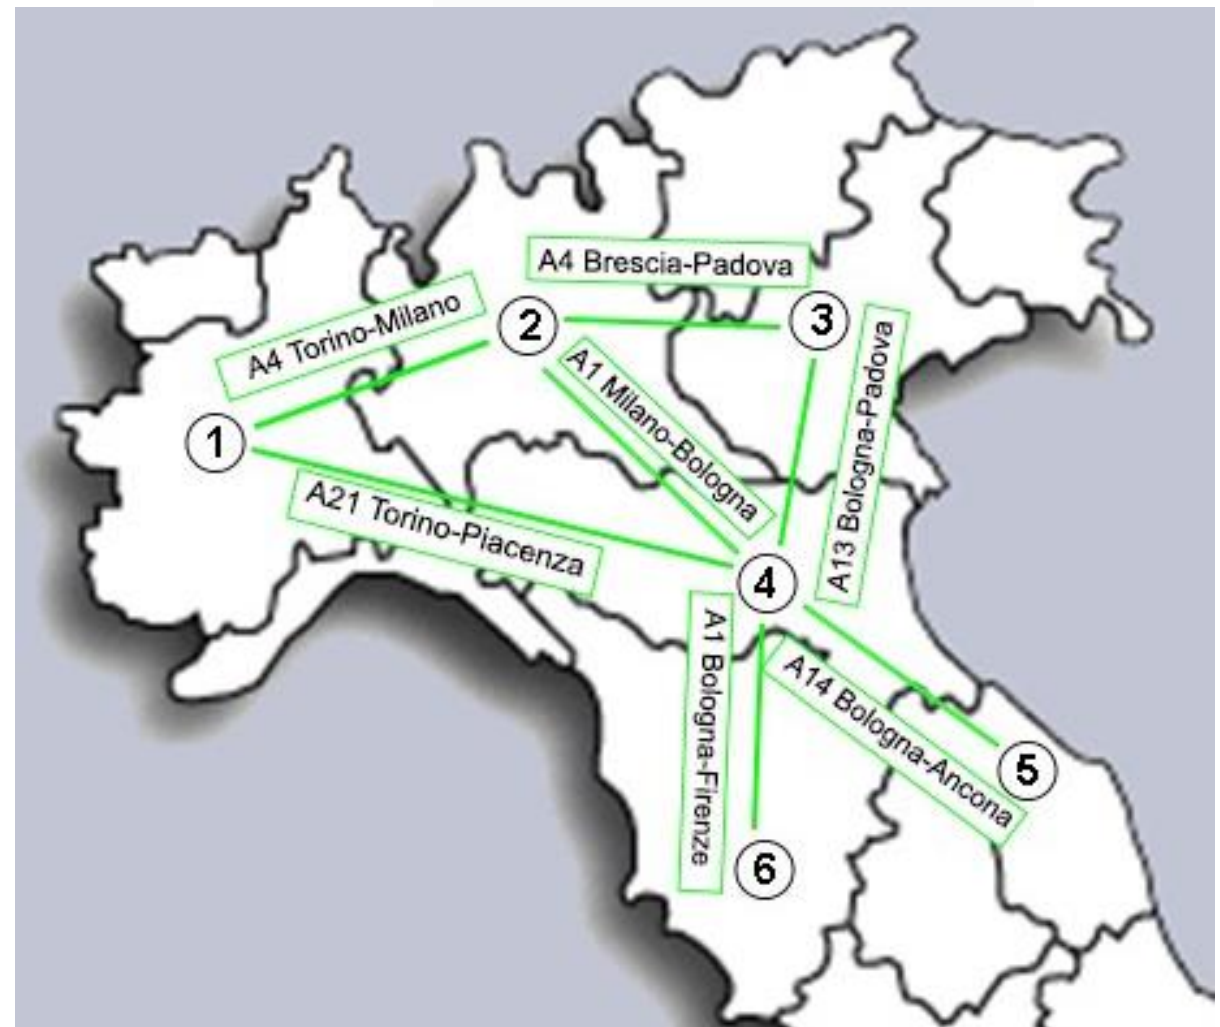 A4 Brescia-Padova
A4 Torino-Milano
2
3
A1 Milano-Bologna
A13 Bologna-Padova
1
A21 Torino-Piacenza
4
A1 Bologna-Firenze
A14 Bologna-Ancona
5
6